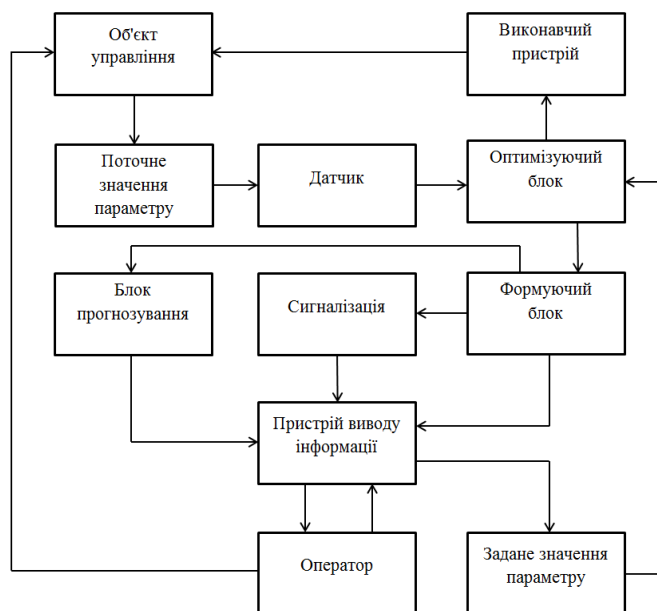 Об'єкт
управління
Виконавчий
пристрій
Поточне
значення
параметру
Датчик
Оптимізуючий
блок
Блок
прогнозування
Сигналізація
Формуючий
блок
Пристрій виводу
інформації
Оператор
Задане значення
параметру